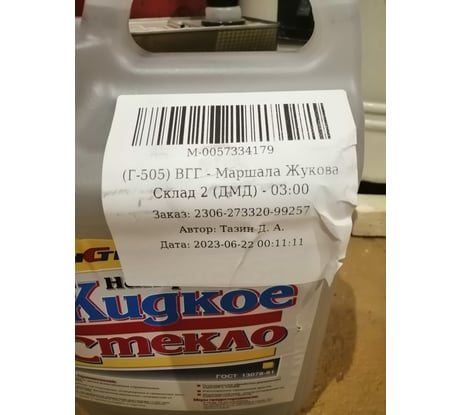 М-0057334179
(Г-505) ВГГ - Маршала Жукова
Склад 2 (ДМД) - 03:00
Заказ: 2306-273320-99257
Автор: Тазин Д. А.
Дата: 2023-06-22 00:11:11
Жидкое
Стекло
ГОСТ 13078-81